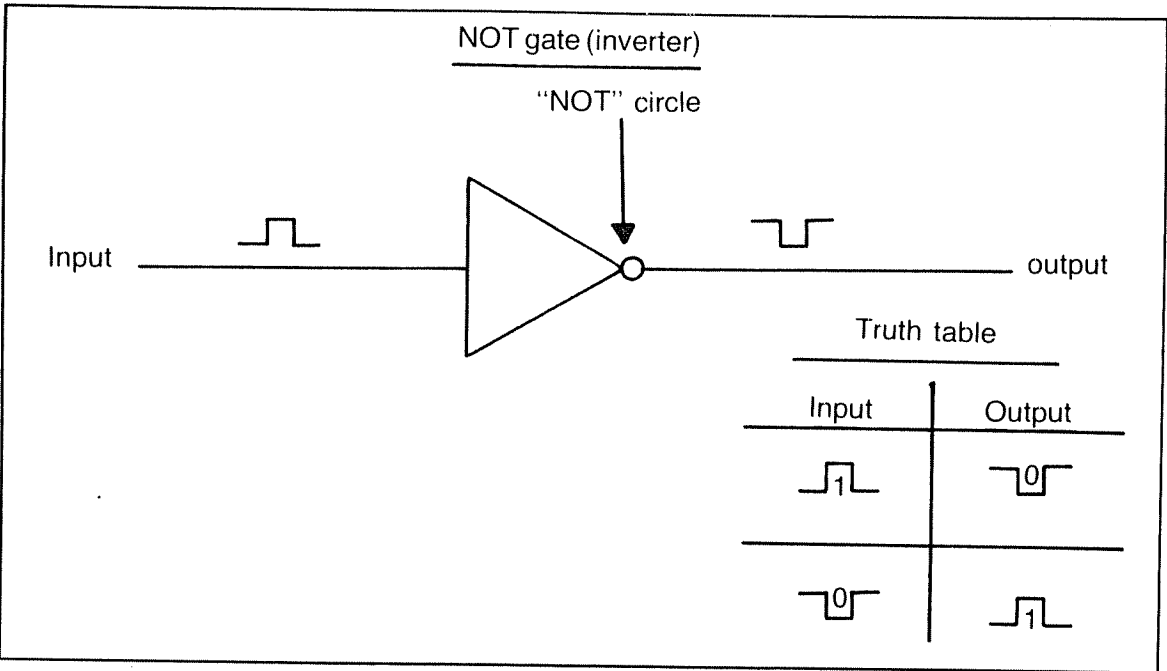 NOT gate (inverter)
“NOT” circle
Input
output
Truth table
Input Output
1 0
0 1